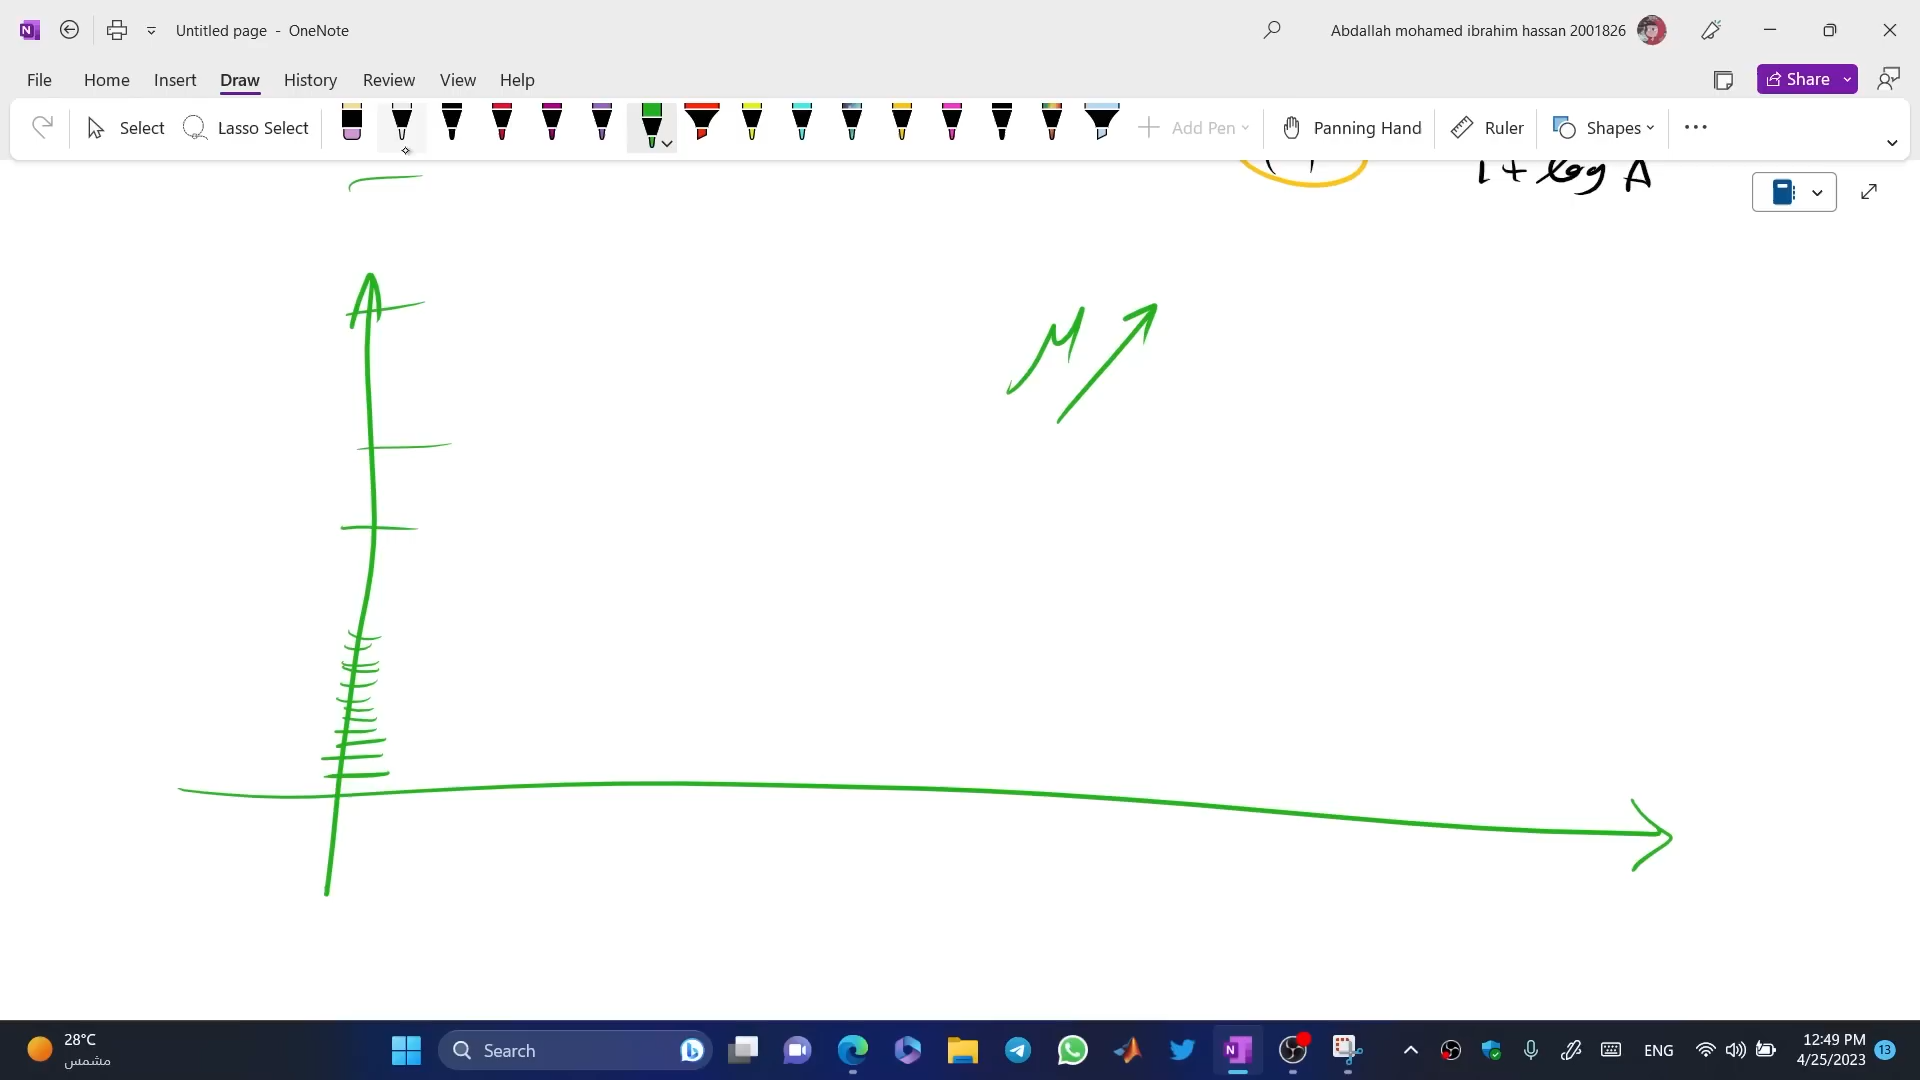 Untitled page - OneNote
Abdallah mohamed ibrahim hassan 2001826
File Home Insert Draw History Review View Help
Share
Select Lasso Select Add Pen Panning Hand Ruler Shapes
1 + log A
μ
28°C
مشمس
Search
ENG
12:49 PM
4/25/2023
13